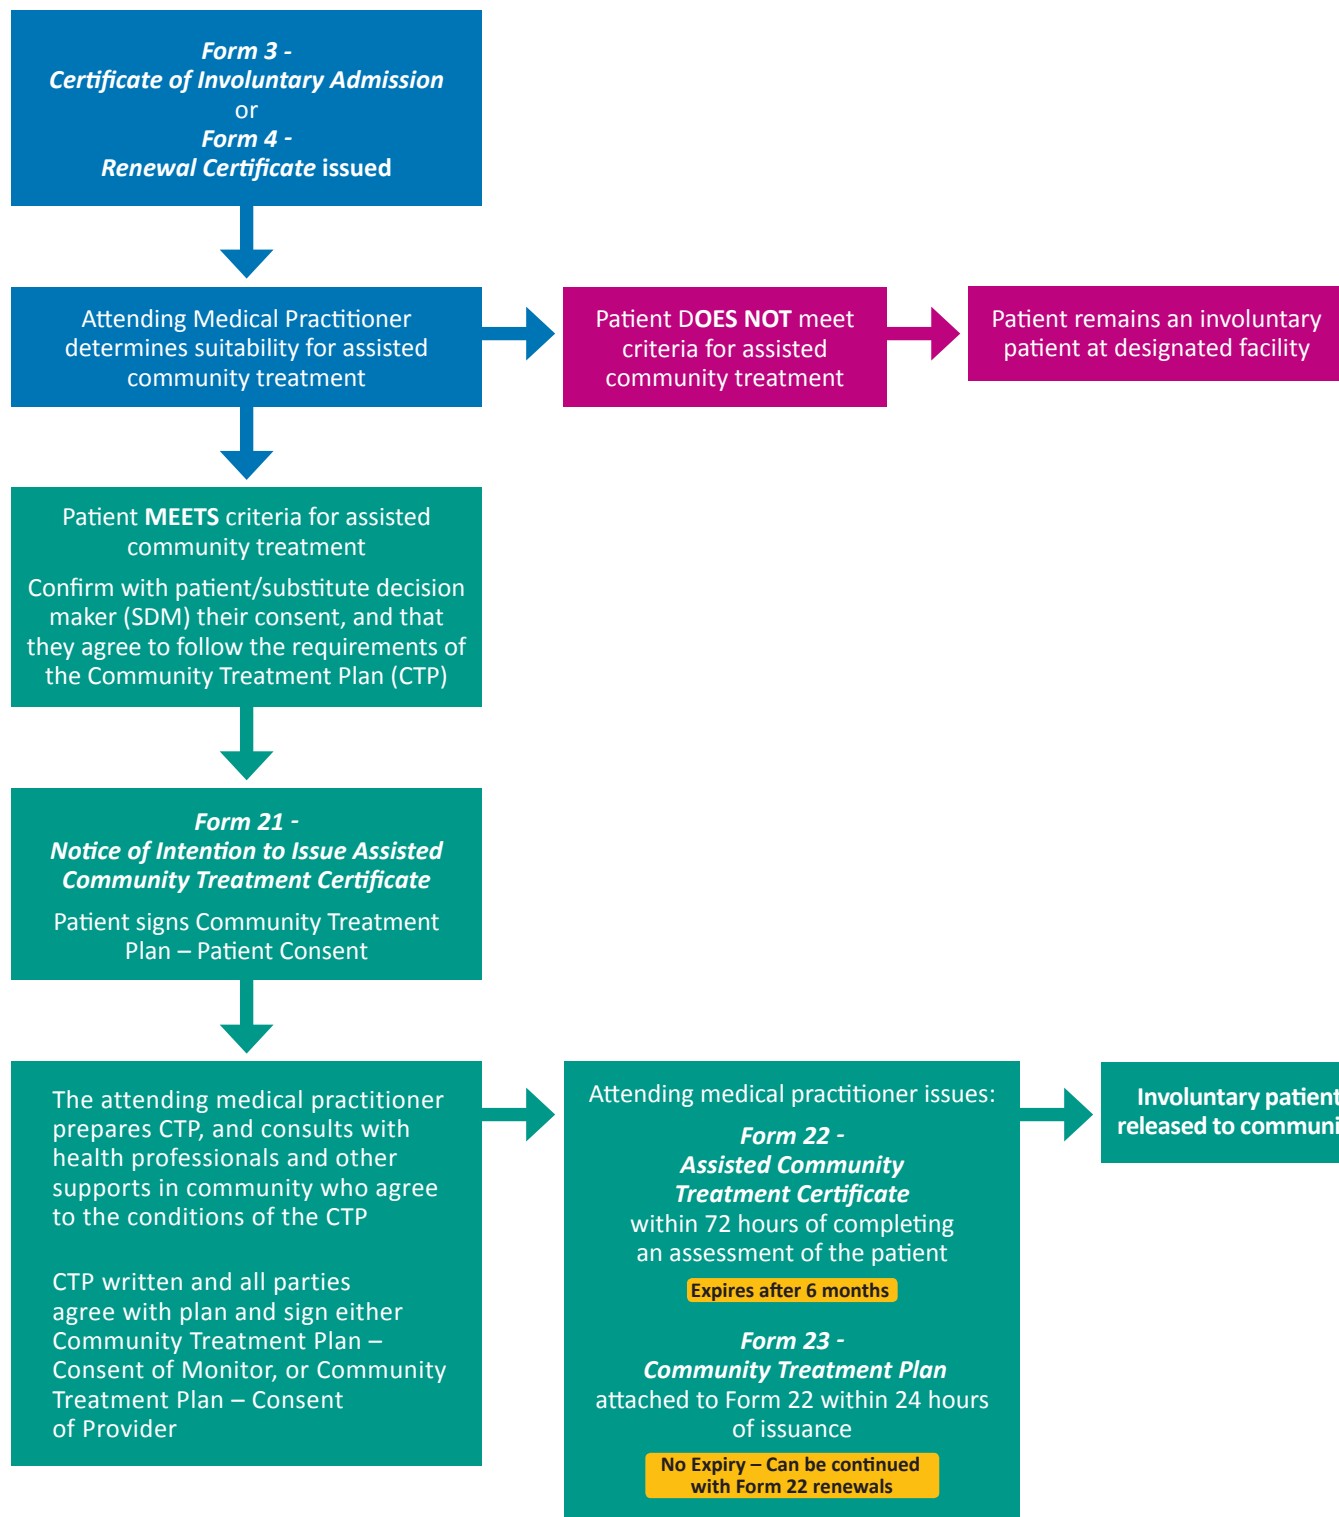 Form 3 -
Certificate of Involuntary Admission
or
Form 4 -
Renewal Certificate issued
Attending Medical Practitioner
determines suitability for assisted
community treatment
Patient DOES NOT meet
criteria for assisted
community treatment
Patient remains an involuntary
patient at designated facility
Patient MEETS criteria for assisted
community treatment
Confirm with patient/substitute decision
maker (SDM) their consent, and that
they agree to follow the requirements of
the Community Treatment Plan (CTP)
Form 21 -
Notice of Intention to Issue Assisted
Community Treatment Certificate
Patient signs Community Treatment
Plan – Patient Consent
The attending medical practitioner
prepares CTP, and consults with
health professionals and other
supports in community who agree
to the conditions of the CTP
CTP written and all parties
agree with plan and sign either
Community Treatment Plan –
Consent of Monitor, or Community
Treatment Plan – Consent
of Provider
Attending medical practitioner issues:
Form 22 -
Assisted Community
Treatment Certificate
within 72 hours of completing
an assessment of the patient
Expires after 6 months
Form 23 -
Community Treatment Plan
attached to Form 22 within 24 hours
of issuance
No Expiry – Can be continued
with Form 22 renewals
Involuntary patient
released to communi